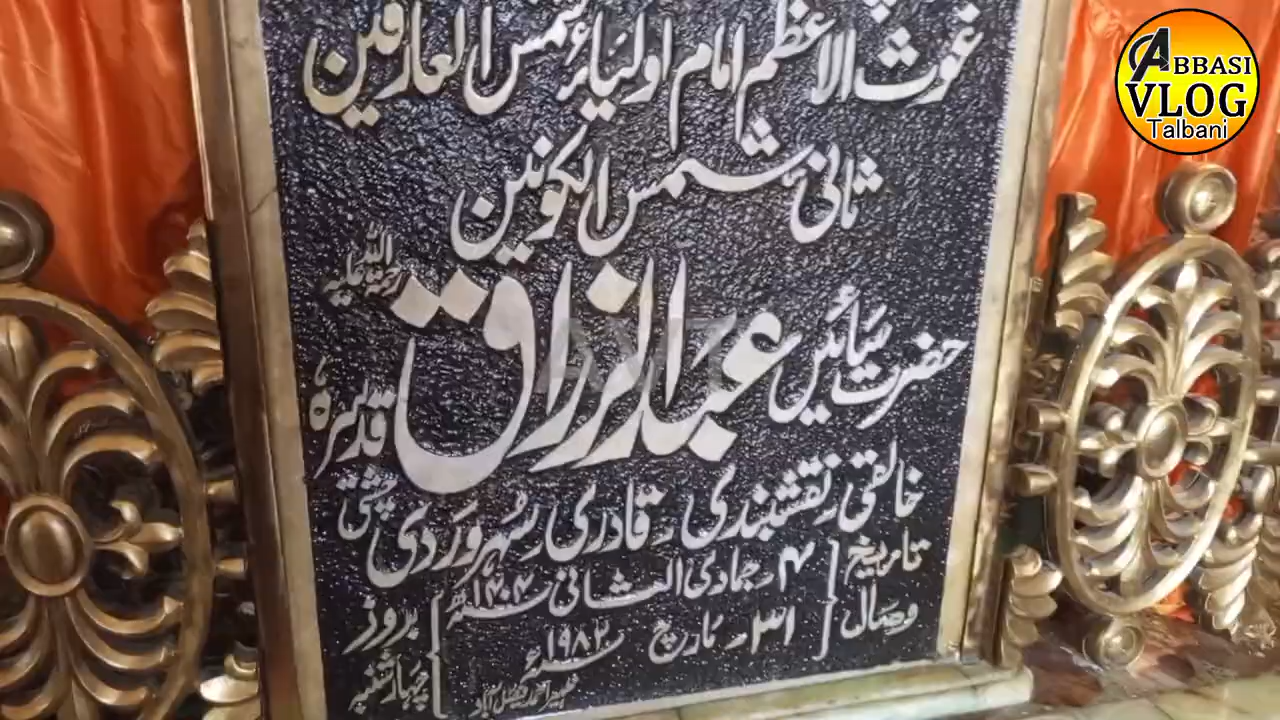 غوث الاعظم امام اولیاء شمس العارفین
ثانی شمس الکونین
حضرت سیائیں عبدالرزاق رحمۃ اللہ علیہ قدس سرہٗ
خالقی، نقشبندی، قادری، سہروردی چشتی
تاریخ وصال
۴؍ جمادی الثانی ۱۴۰۲ھ
۳۱؍ مارچ ۱۹۸۲ء
بروز چہار شنبہ
ABBASI
VLOG
Talbani